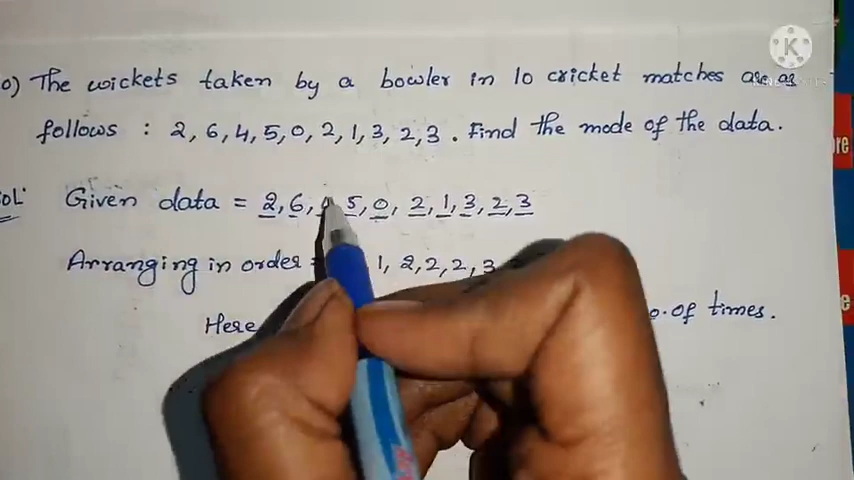 The wickets taken by a bowler in 10 cricket matches are as
follows : 2, 6, 4, 5, 0, 2, 1, 3, 2, 3. Find the mode of the data.
Given data = 2, 6, 4, 5, 0, 2, 1, 3, 2, 3
Arranging in order = 1, 2, 2, 2, 3
Here of times.
KINEMASTER